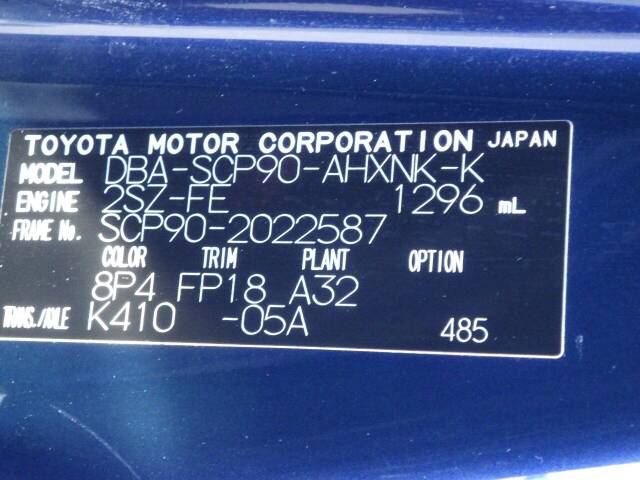 TOYOTA MOTOR CORPORATION JAPAN
MODEL DBA-SCP90-AHXNK-K
ENGINE 2SZ-FE 1296 mL
FRAME No. SCP90-2022587
COLOR TRIM PLANT OPTION
8P4 FP18 A32
TRANS./AXLE K410 -05A 485